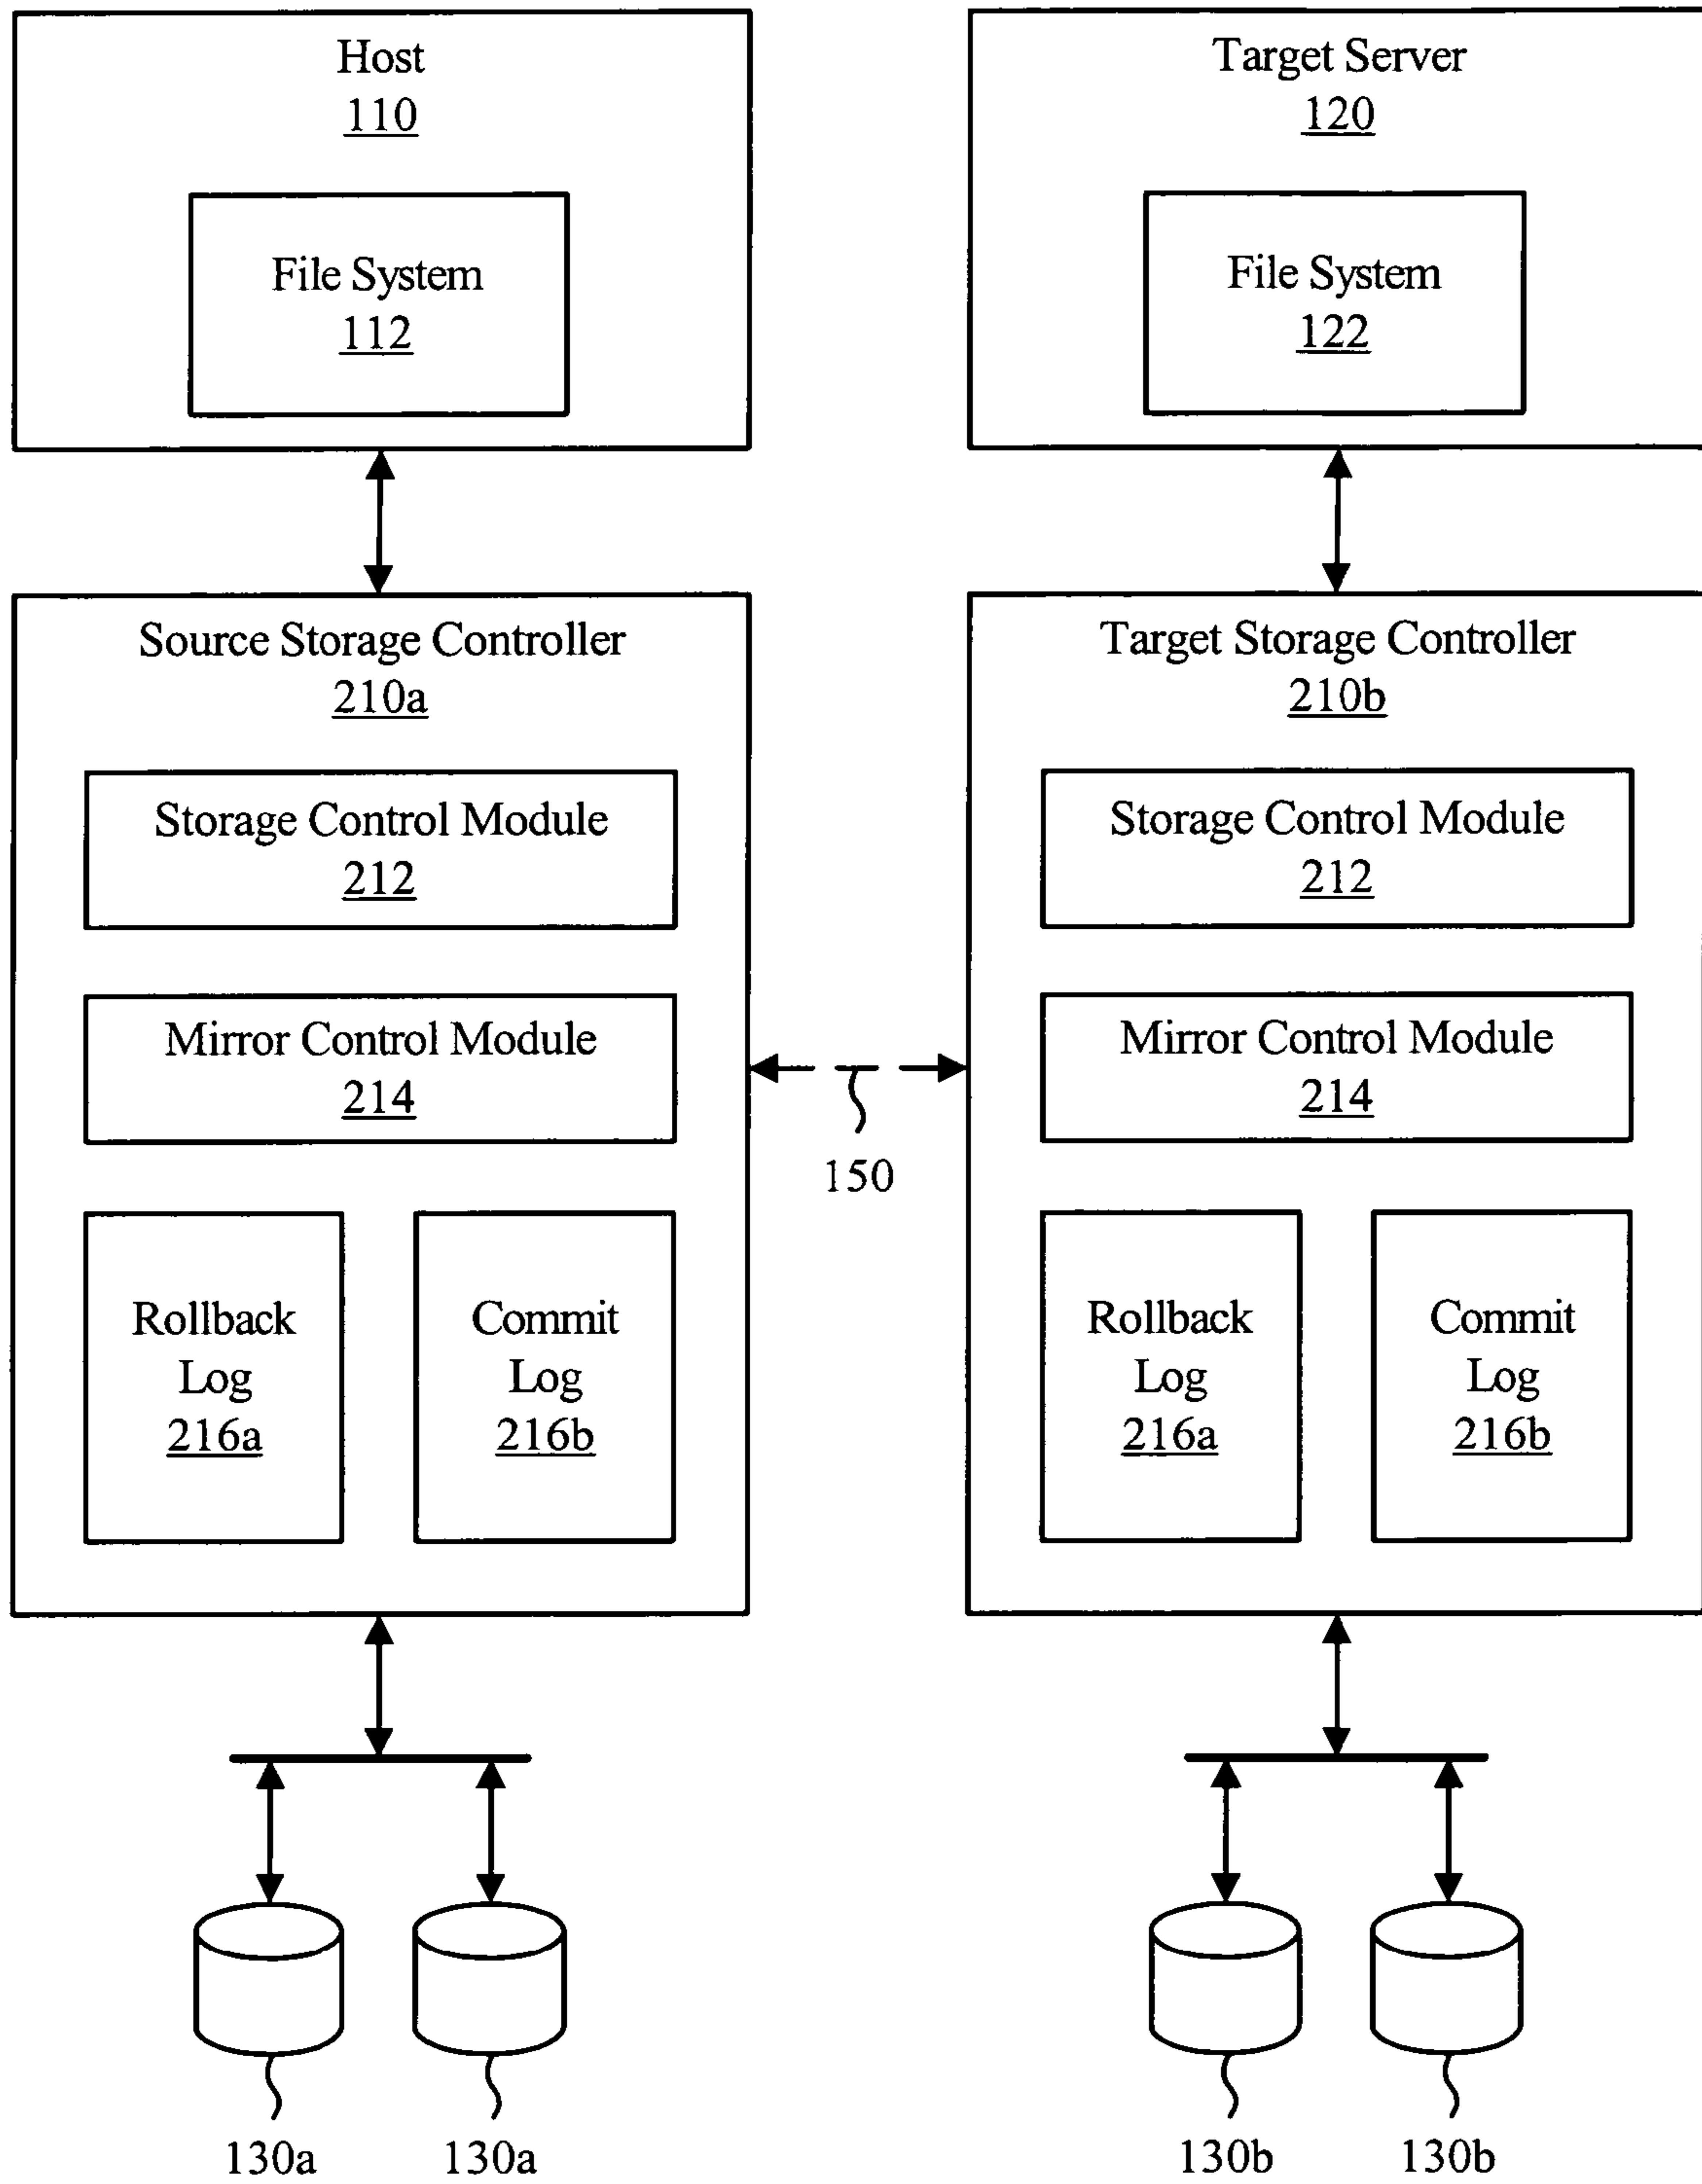 Host
110
File System
112
Target Server
120
File System
122
Source Storage Controller
210a
Storage Control Module
212
Mirror Control Module
214
Rollback
Log
216a
Commit
Log
216b
150
Target Storage Controller
210b
Storage Control Module
212
Mirror Control Module
214
Rollback
Log
216a
Commit
Log
216b
130a
130a
130b
130b